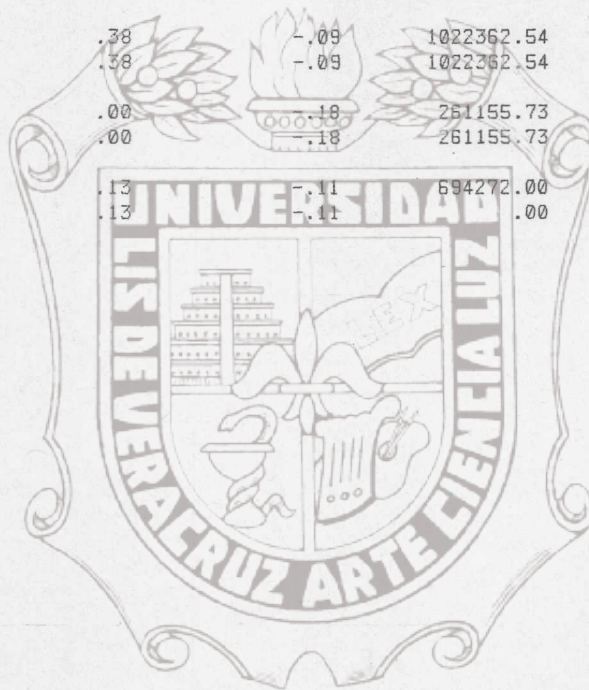 .38 -.09 1022362.54
.38 -.09 1022362.54
.00 -.18 261155.73
.00 -.18 261155.73
.13 -.11 694272.00
.13 -.11 .00
UNIVERSIDAD
LIS DE VERACRUZ ARTE CIENCIA LUZ
LEX